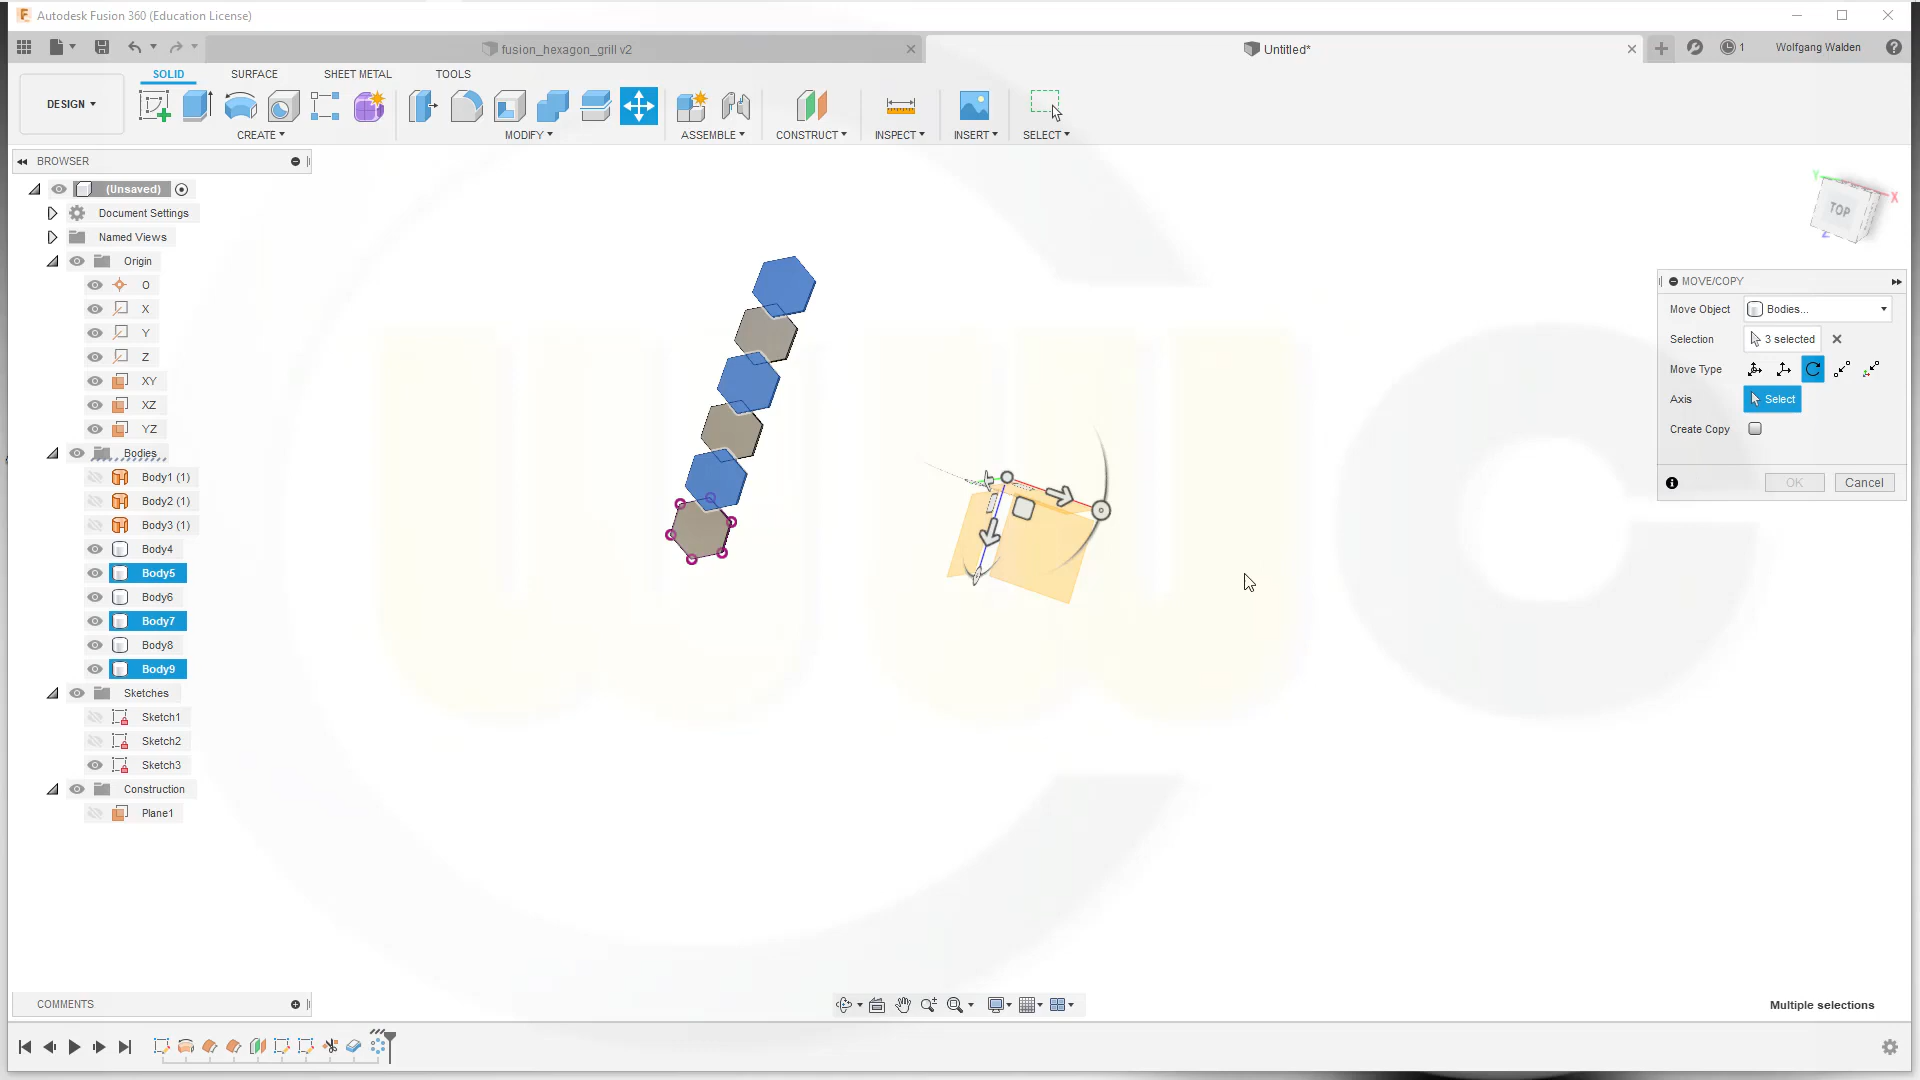 Autodesk Fusion 360 (Education License)
fusion_hexagon_grill v2
Untitled*
1
Wolfgang Walden
DESIGN
SOLID
SURFACE
SHEET METAL
TOOLS
CREATE
MODIFY
ASSEMBLE
CONSTRUCT
INSPECT
INSERT
SELECT
BROWSER
(Unsaved)
Document Settings
Named Views
Origin
O
X
Y
Z
XY
XZ
YZ
Bodies
Body1 (1)
Body2 (1)
Body3 (1)
Body4
Body5
Body6
Body7
Body8
Body9
Sketches
Sketch1
Sketch2
Sketch3
Construction
Plane1
Y
X
TOP
Z
MOVE/COPY
Move Object
Bodies...
Selection
3 selected
Move Type
Axis
Select
Create Copy
OK
Cancel
COMMENTS
Multiple selections